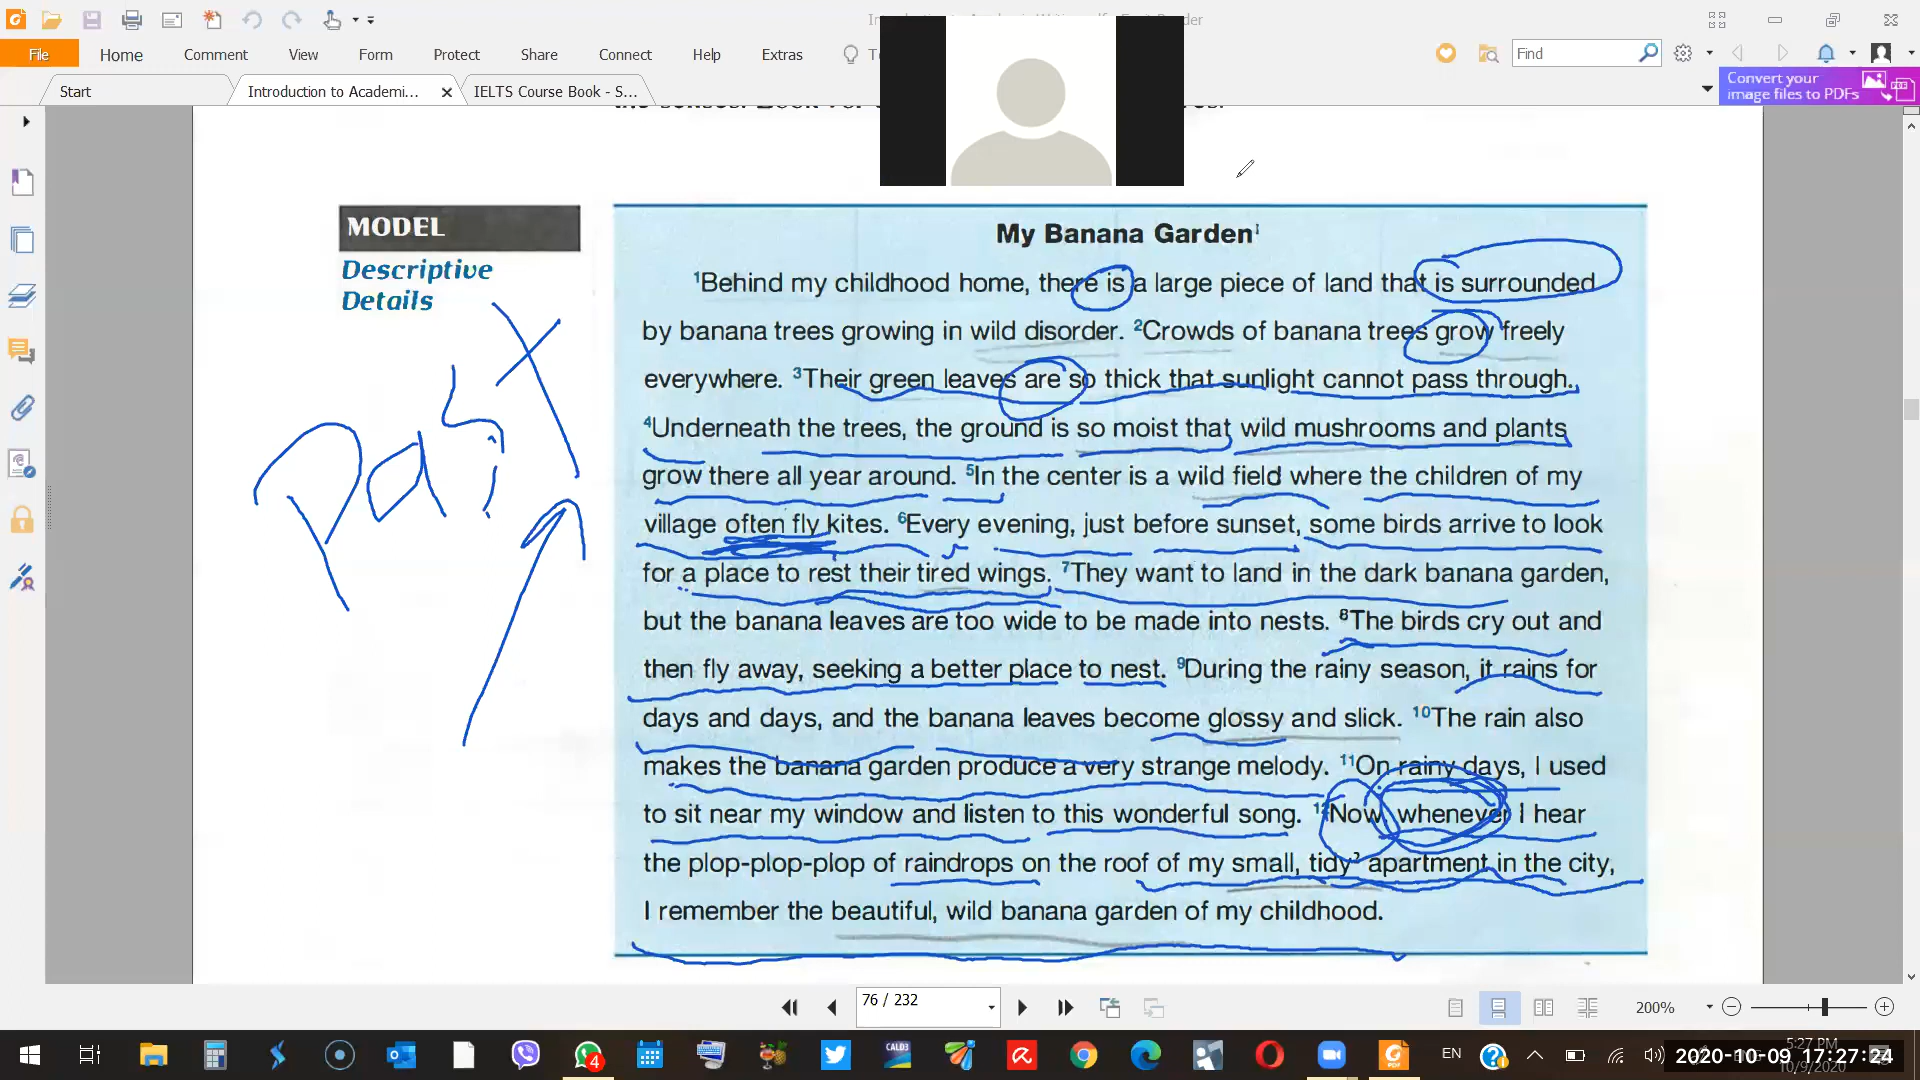 File
Home
Comment
View
Form
Protect
Share
Connect
Help
Extras
Find
Start
Introduction to Academi...
IELTS Course Book - S...
Convert your
image files to PDFs
MODEL
Descriptive
Details
Past
My Banana Garden¹
¹Behind my childhood home, there is a large piece of land that is surrounded
by banana trees growing in wild disorder. ²Crowds of banana trees grow freely
everywhere. ³Their green leaves are so thick that sunlight cannot pass through.
⁴Underneath the trees, the ground is so moist that wild mushrooms and plants
grow there all year around. ⁵In the center is a wild field where the children of my
village often fly kites. ⁶Every evening, just before sunset, some birds arrive to look
for a place to rest their tired wings. ⁷They want to land in the dark banana garden,
but the banana leaves are too wide to be made into nests. ⁸The birds cry out and
then fly away, seeking a better place to nest. ⁹During the rainy season, it rains for
days and days, and the banana leaves become glossy and slick. ¹⁰The rain also
makes the banana garden produce a very strange melody. ¹¹On rainy days, I used
to sit near my window and listen to this wonderful song. ¹²Now whenever I hear
the plop-plop-plop of raindrops on the roof of my small, tidy² apartment in the city,
I remember the beautiful, wild banana garden of my childhood.
76 / 232
200%
CALD3
4
EN
5:27 PM
10/9/2020
2020-10-09 17:27:24